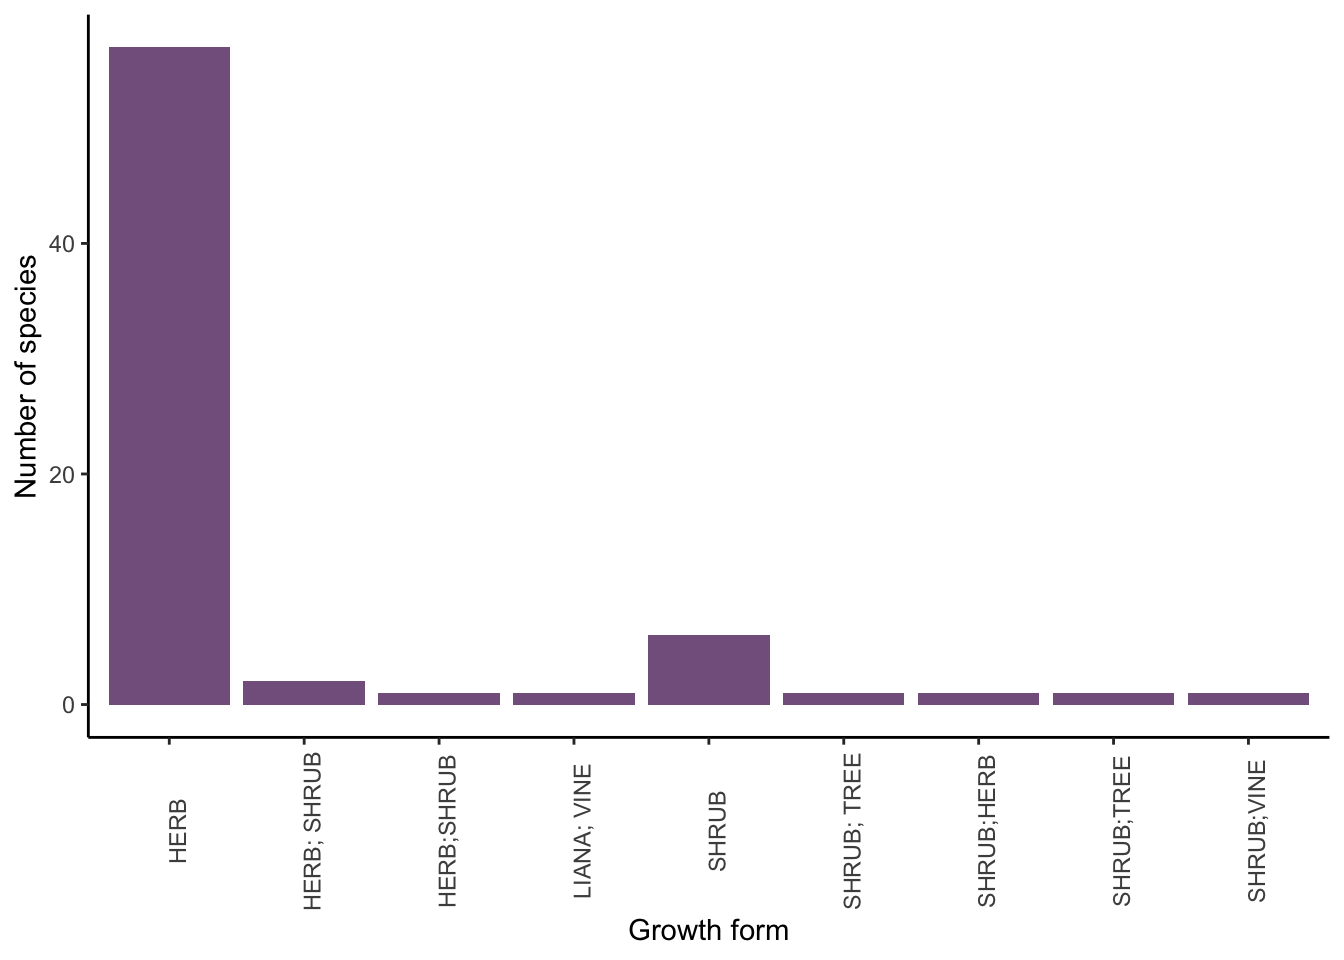 Number of species
40
20
0
HERB
HERB; SHRUB
HERB;SHRUB
LIANA; VINE
SHRUB
SHRUB; TREE
SHRUB;HERB
SHRUB;TREE
SHRUB;VINE
Growth form